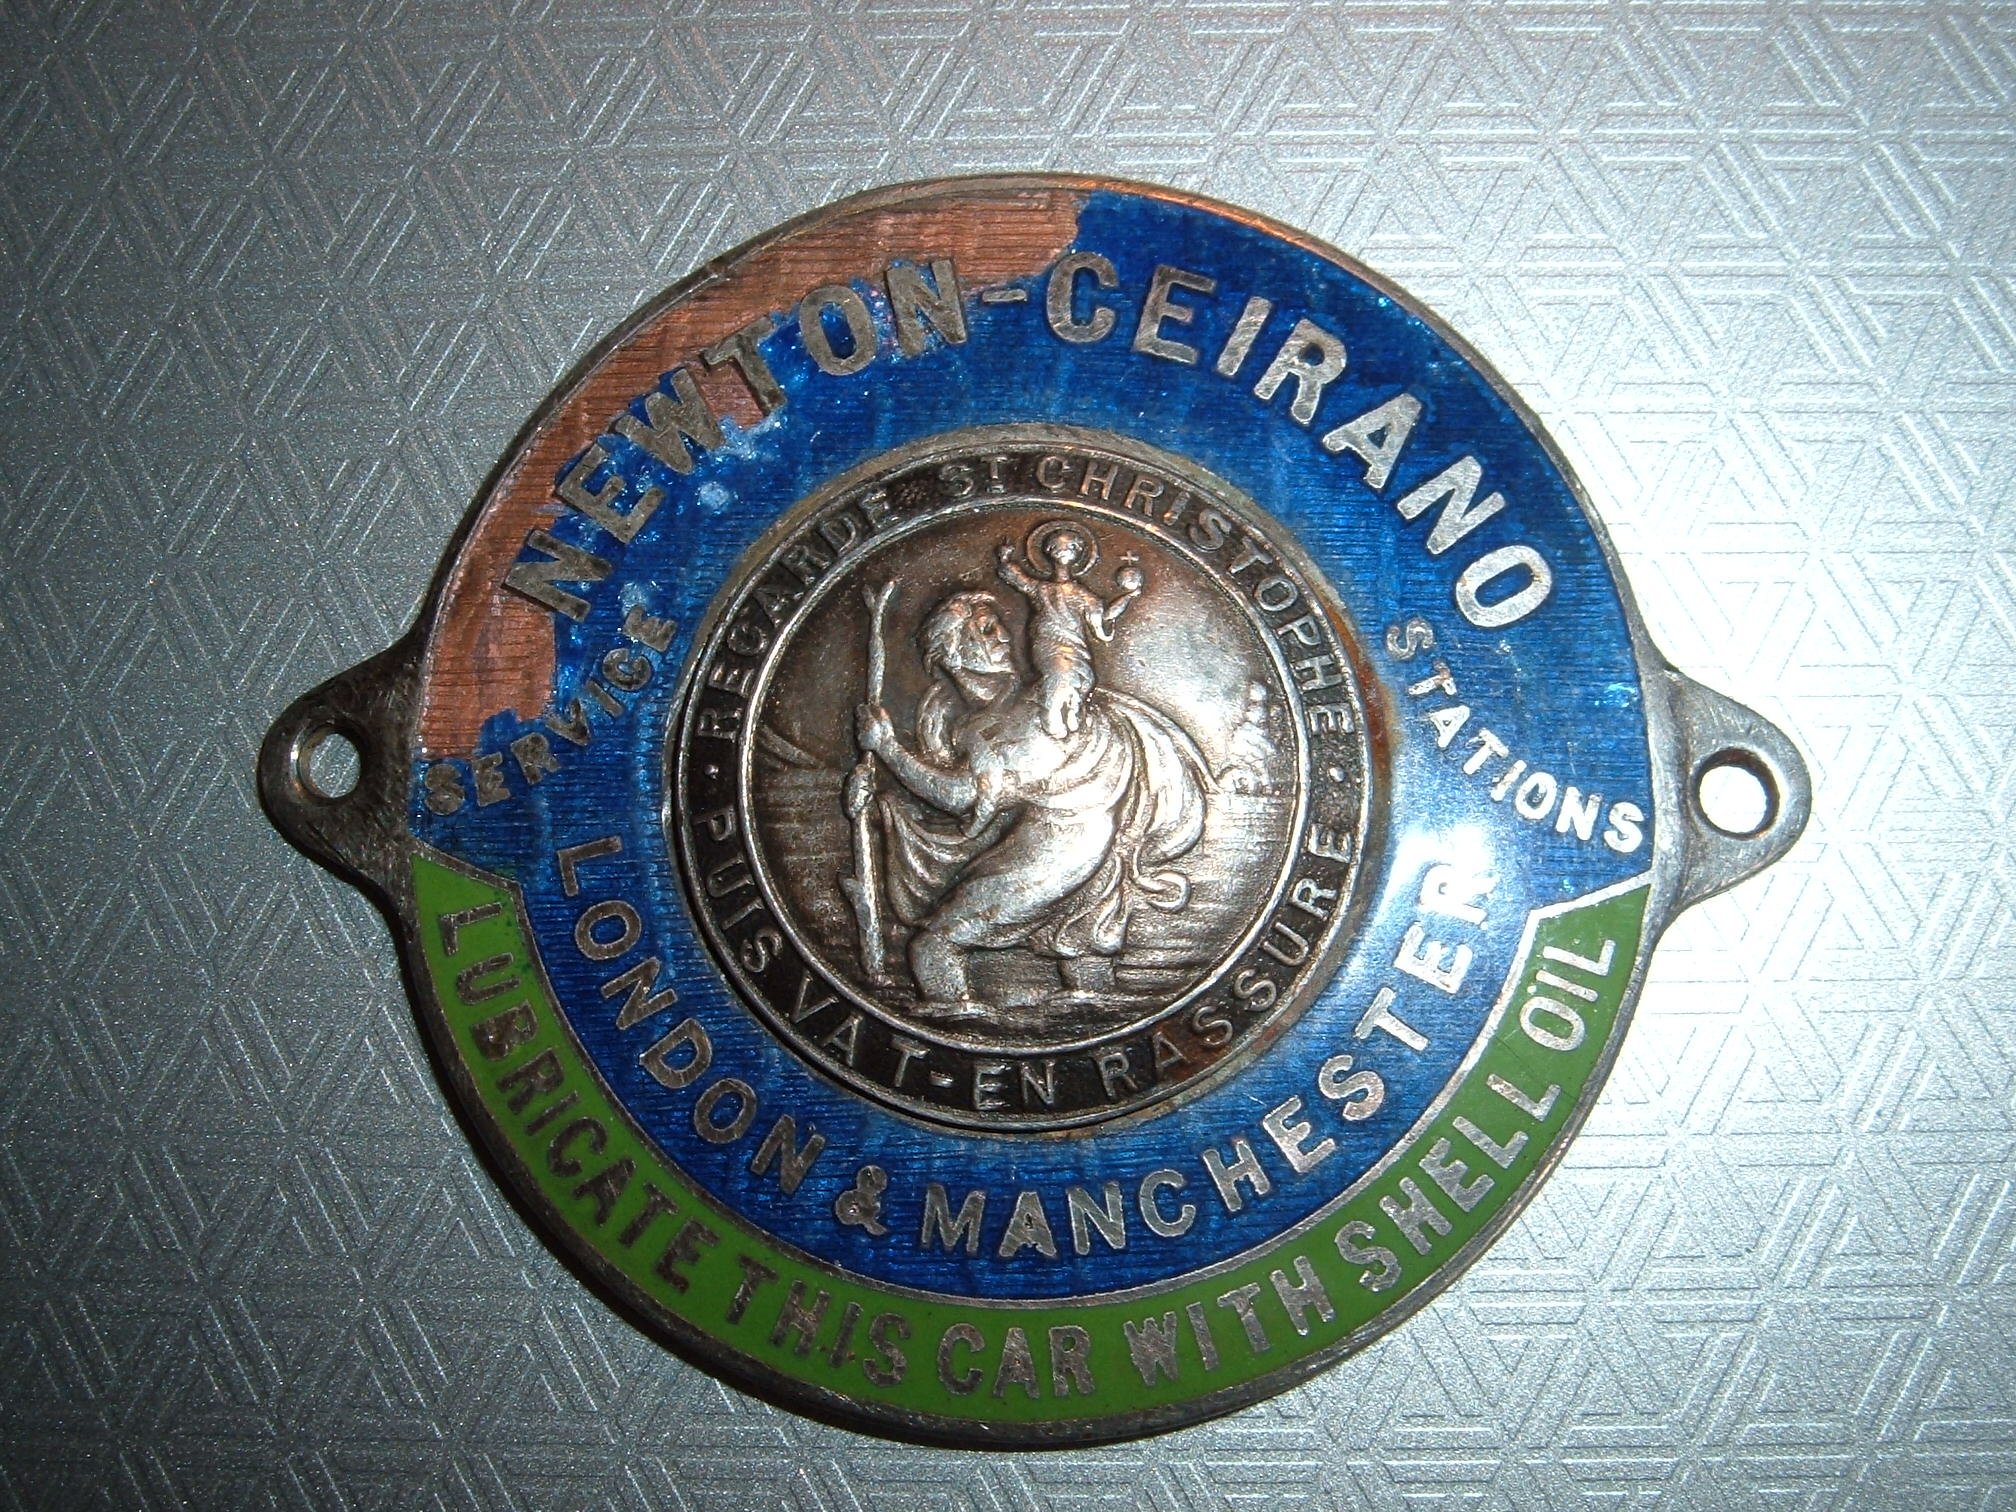 NEWTON-CEIRANO
SERVICE STATIONS
LONDON & MANCHESTER
LUBRICATE THIS CAR WITH SHELL OIL
REGARDE ST CHRISTOPHE
PUIS VAT-EN RASSURE